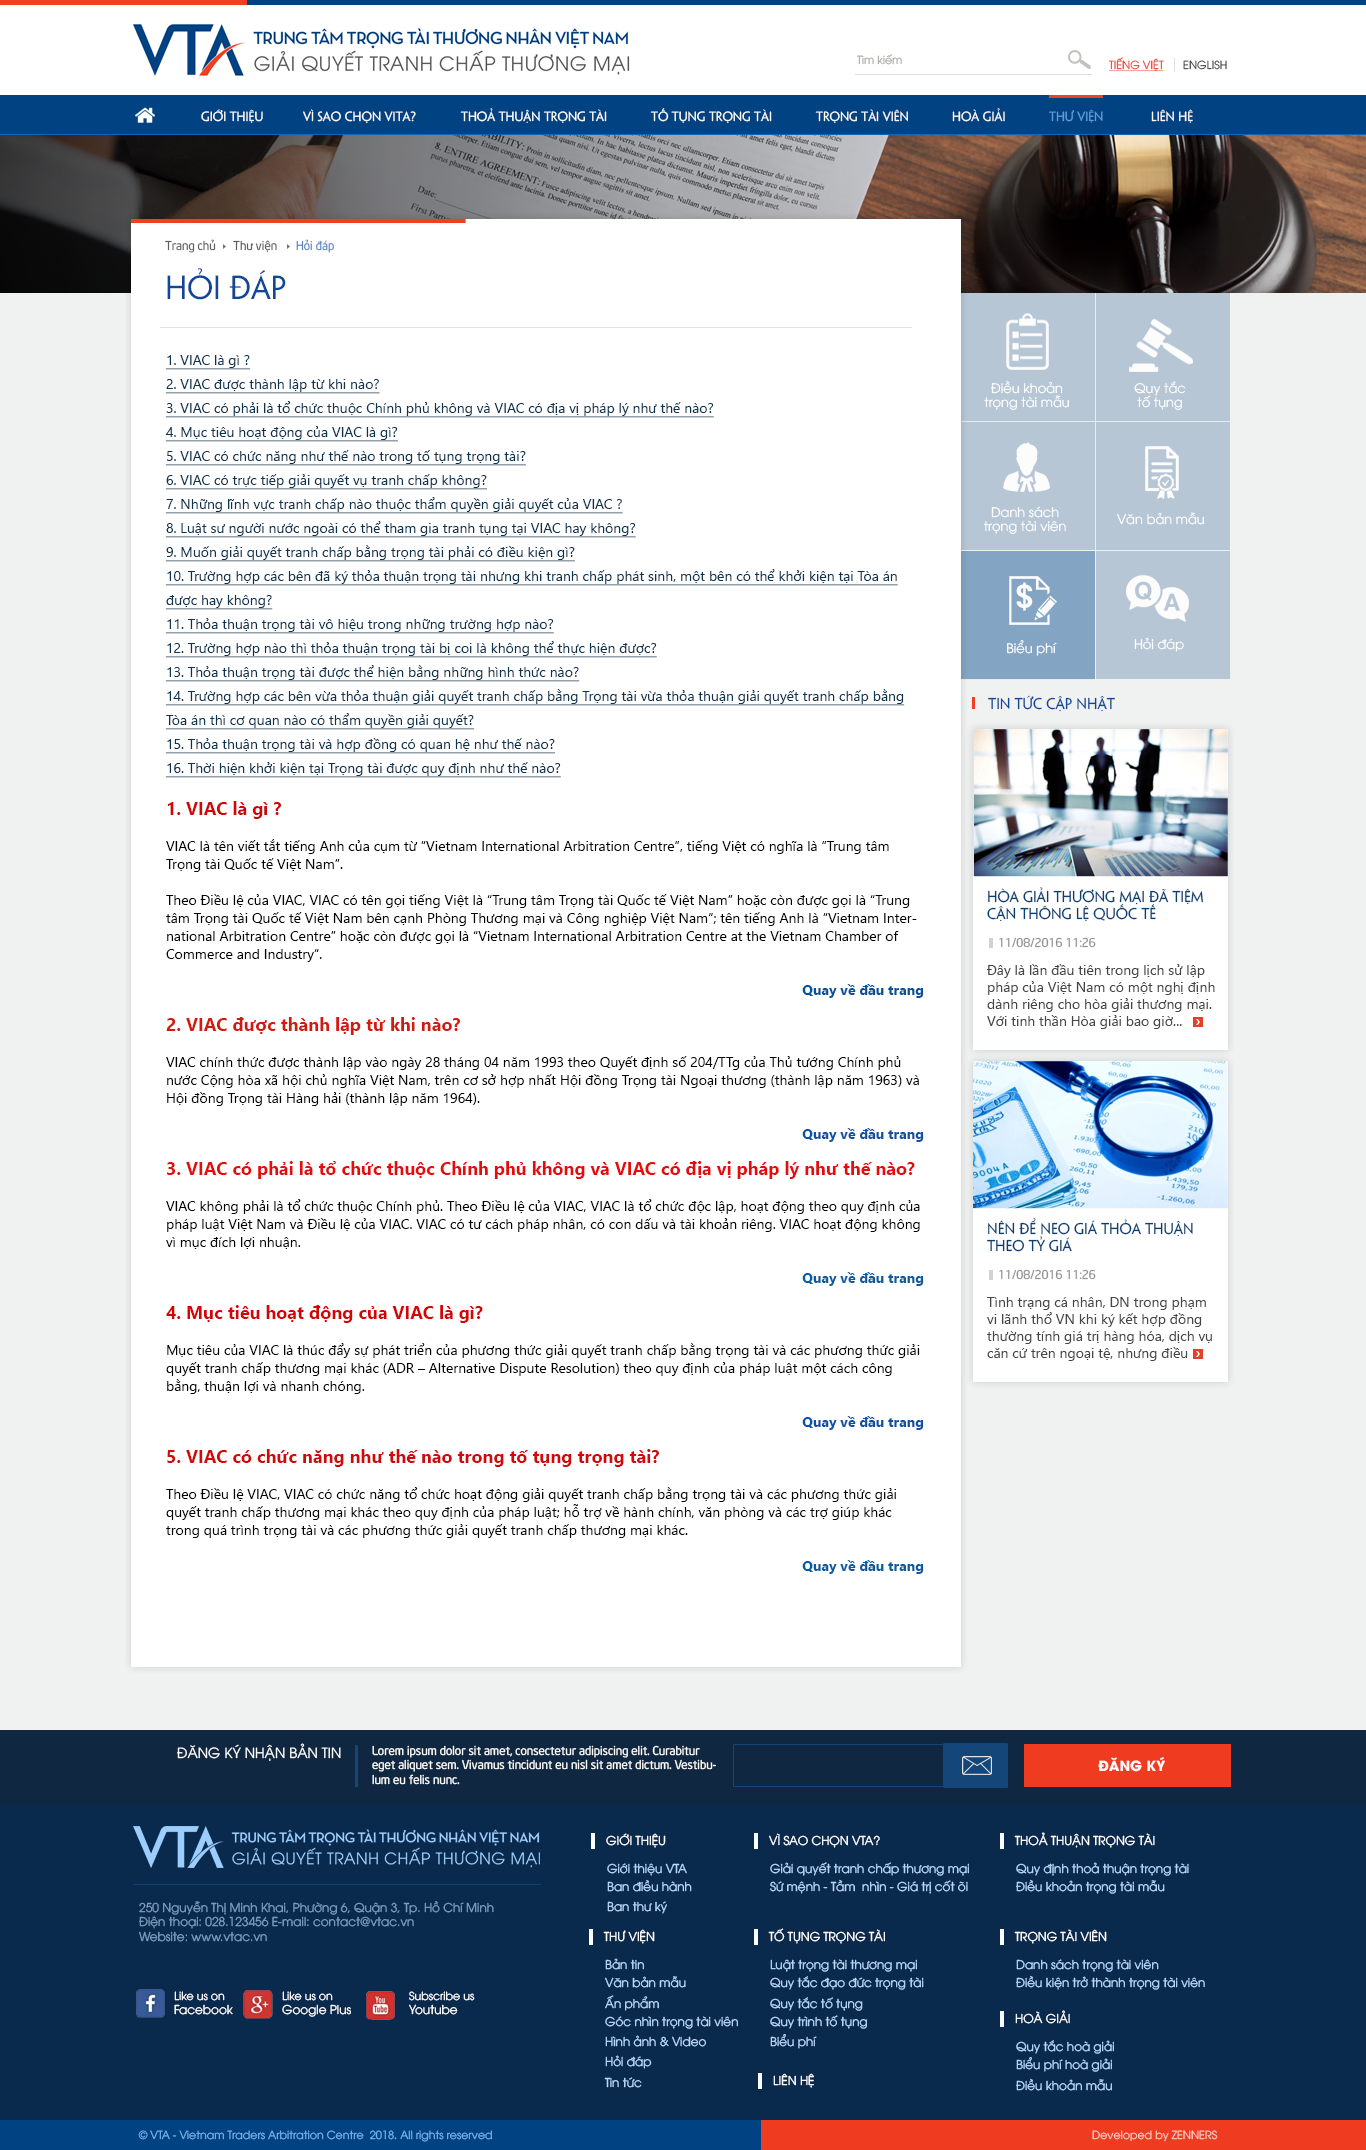 VTA TRUNG TÂM TRỌNG TÀI THƯƠNG NHÂN VIỆT NAM
GIẢI QUYẾT TRANH CHẤP THƯƠNG MẠI
Tìm kiếm
TIẾNG VIỆT ENGLISH
GIỚI THIỆU VÌ SAO CHỌN VITA? THOẢ THUẬN TRỌNG TÀI TỐ TỤNG TRỌNG TÀI TRỌNG TÀI VIÊN HOÀ GIẢI THƯ VIỆN LIÊN HỆ
8. ENTIRE AGREEMENT:
Date:
Trang chủ Thư viện Hỏi đáp
HỎI ĐÁP
1. VIAC là gì ?
2. VIAC được thành lập từ khi nào?
3. VIAC có phải là tổ chức thuộc Chính phủ không và VIAC có địa vị pháp lý như thế nào?
4. Mục tiêu hoạt động của VIAC là gì?
5. VIAC có chức năng như thế nào trong tố tụng trọng tài?
6. VIAC có trực tiếp giải quyết vụ tranh chấp không?
7. Những lĩnh vực tranh chấp nào thuộc thẩm quyền giải quyết của VIAC ?
8. Luật sư người nước ngoài có thể tham gia tranh tụng tại VIAC hay không?
9. Muốn giải quyết tranh chấp bằng trọng tài phải có điều kiện gì?
10. Trường hợp các bên đã ký thỏa thuận trọng tài nhưng khi tranh chấp phát sinh, một bên có thể khởi kiện tại Tòa án
được hay không?
11. Thỏa thuận trọng tài vô hiệu trong những trường hợp nào?
12. Trường hợp nào thì thỏa thuận trọng tài bị coi là không thể thực hiện được?
13. Thỏa thuận trọng tài được thể hiện bằng những hình thức nào?
14. Trường hợp các bên vừa thỏa thuận giải quyết tranh chấp bằng Trọng tài vừa thỏa thuận giải quyết tranh chấp bằng
Tòa án thì cơ quan nào có thẩm quyền giải quyết?
15. Thỏa thuận trọng tài và hợp đồng có quan hệ như thế nào?
16. Thời hiện khởi kiện tại Trọng tài được quy định như thế nào?
1. VIAC là gì ?
VIAC là tên viết tắt tiếng Anh của cụm từ “Vietnam International Arbitration Centre”, tiếng Việt có nghĩa là “Trung tâm
Trọng tài Quốc tế Việt Nam”.
Theo Điều lệ của VIAC, VIAC có tên gọi tiếng Việt là “Trung tâm Trọng tài Quốc tế Việt Nam” hoặc còn được gọi là “Trung
tâm Trọng tài Quốc tế Việt Nam bên cạnh Phòng Thương mại và Công nghiệp Việt Nam”; tên tiếng Anh là “Vietnam Inter-
national Arbitration Centre” hoặc còn được gọi là “Vietnam International Arbitration Centre at the Vietnam Chamber of
Commerce and Industry”.
Quay về đầu trang
2. VIAC được thành lập từ khi nào?
VIAC chính thức được thành lập vào ngày 28 tháng 04 năm 1993 theo Quyết định số 204/TTg của Thủ tướng Chính phủ
nước Cộng hòa xã hội chủ nghĩa Việt Nam, trên cơ sở hợp nhất Hội đồng Trọng tài Ngoại thương (thành lập năm 1963) và
Hội đồng Trọng tài Hàng hải (thành lập năm 1964).
Quay về đầu trang
3. VIAC có phải là tổ chức thuộc Chính phủ không và VIAC có địa vị pháp lý như thế nào?
VIAC không phải là tổ chức thuộc Chính phủ. Theo Điều lệ của VIAC, VIAC là tổ chức độc lập, hoạt động theo quy định của
pháp luật Việt Nam và Điều lệ của VIAC. VIAC có tư cách pháp nhân, có con dấu và tài khoản riêng. VIAC hoạt động không
vì mục đích lợi nhuận.
Quay về đầu trang
4. Mục tiêu hoạt động của VIAC là gì?
Mục tiêu của VIAC là thúc đẩy sự phát triển của phương thức giải quyết tranh chấp bằng trọng tài và các phương thức giải
quyết tranh chấp thương mại khác (ADR – Alternative Dispute Resolution) theo quy định của pháp luật một cách công
bằng, thuận lợi và nhanh chóng.
Quay về đầu trang
5. VIAC có chức năng như thế nào trong tố tụng trọng tài?
Theo Điều lệ VIAC, VIAC có chức năng tổ chức hoạt động giải quyết tranh chấp bằng trọng tài và các phương thức giải
quyết tranh chấp thương mại khác theo quy định của pháp luật; hỗ trợ về hành chính, văn phòng và các trợ giúp khác
trong quá trình trọng tài và các phương thức giải quyết tranh chấp thương mại khác.
Quay về đầu trang
Điều khoản
trọng tài mẫu
Quy tắc
tố tụng
Danh sách
trọng tài viên
Văn bản mẫu
$
Biểu phí
Q A
Hỏi đáp
TIN TỨC CẬP NHẬT
HÒA GIẢI THƯƠNG MẠI ĐÃ TIỆM
CẬN THÔNG LỆ QUỐC TẾ
11/08/2016 11:26
Đây là lần đầu tiên trong lịch sử lập
pháp của Việt Nam có một nghị định
dành riêng cho hòa giải thương mại.
Với tinh thần Hòa giải bao giờ...
NÊN ĐỂ NEO GIÁ THỎA THUẬN
THEO TỶ GIÁ
11/08/2016 11:26
Tình trạng cá nhân, DN trong phạm
vi lãnh thổ VN khi ký kết hợp đồng
thường tính giá trị hàng hóa, dịch vụ
căn cứ trên ngoại tệ, nhưng điều
ĐĂNG KÝ NHẬN BẢN TIN
Lorem ipsum dolor sit amet, consectetur adipiscing elit. Curabitur
eget aliquet sem. Vivamus tincidunt eu nisl sit amet dictum. Vestibu-
lum eu felis nunc.
ĐĂNG KÝ
VTA TRUNG TÂM TRỌNG TÀI THƯƠNG NHÂN VIỆT NAM
GIẢI QUYẾT TRANH CHẤP THƯƠNG MẠI
250 Nguyễn Thị Minh Khai, Phường 6, Quận 3, Tp. Hồ Chí Minh
Điện thoại: 028.123456 E-mail: contact@vtac.vn
Website: www.vtac.vn
Like us on
Facebook
Like us on
Google Plus
Subscribe us
Youtube
GIỚI THIỆU
Giới thiệu VTA
Ban điều hành
Ban thư ký
THƯ VIỆN
Bản tin
Văn bản mẫu
Ấn phẩm
Góc nhìn trọng tài viên
Hình ảnh & Video
Hỏi đáp
Tin tức
VÌ SAO CHỌN VTA?
Giải quyết tranh chấp thương mại
Sứ mệnh - Tầm nhìn - Giá trị cốt õi
TỐ TỤNG TRỌNG TÀI
Luật trọng tài thương mại
Quy tắc đạo đức trọng tài
Quy tắc tố tụng
Quy trình tố tụng
Biểu phí
LIÊN HỆ
THOẢ THUẬN TRỌNG TÀI
Quy định thoả thuận trọng tài
Điều khoản trọng tài mẫu
TRỌNG TÀI VIÊN
Danh sách trọng tài viên
Điều kiện trở thành trọng tài viên
HOÀ GIẢI
Quy tắc hoà giải
Biểu phí hoà giải
Điều khoản mẫu
© VTA - Vietnam Traders Arbitration Centre 2018. All rights reserved
Developed by ZENNERS